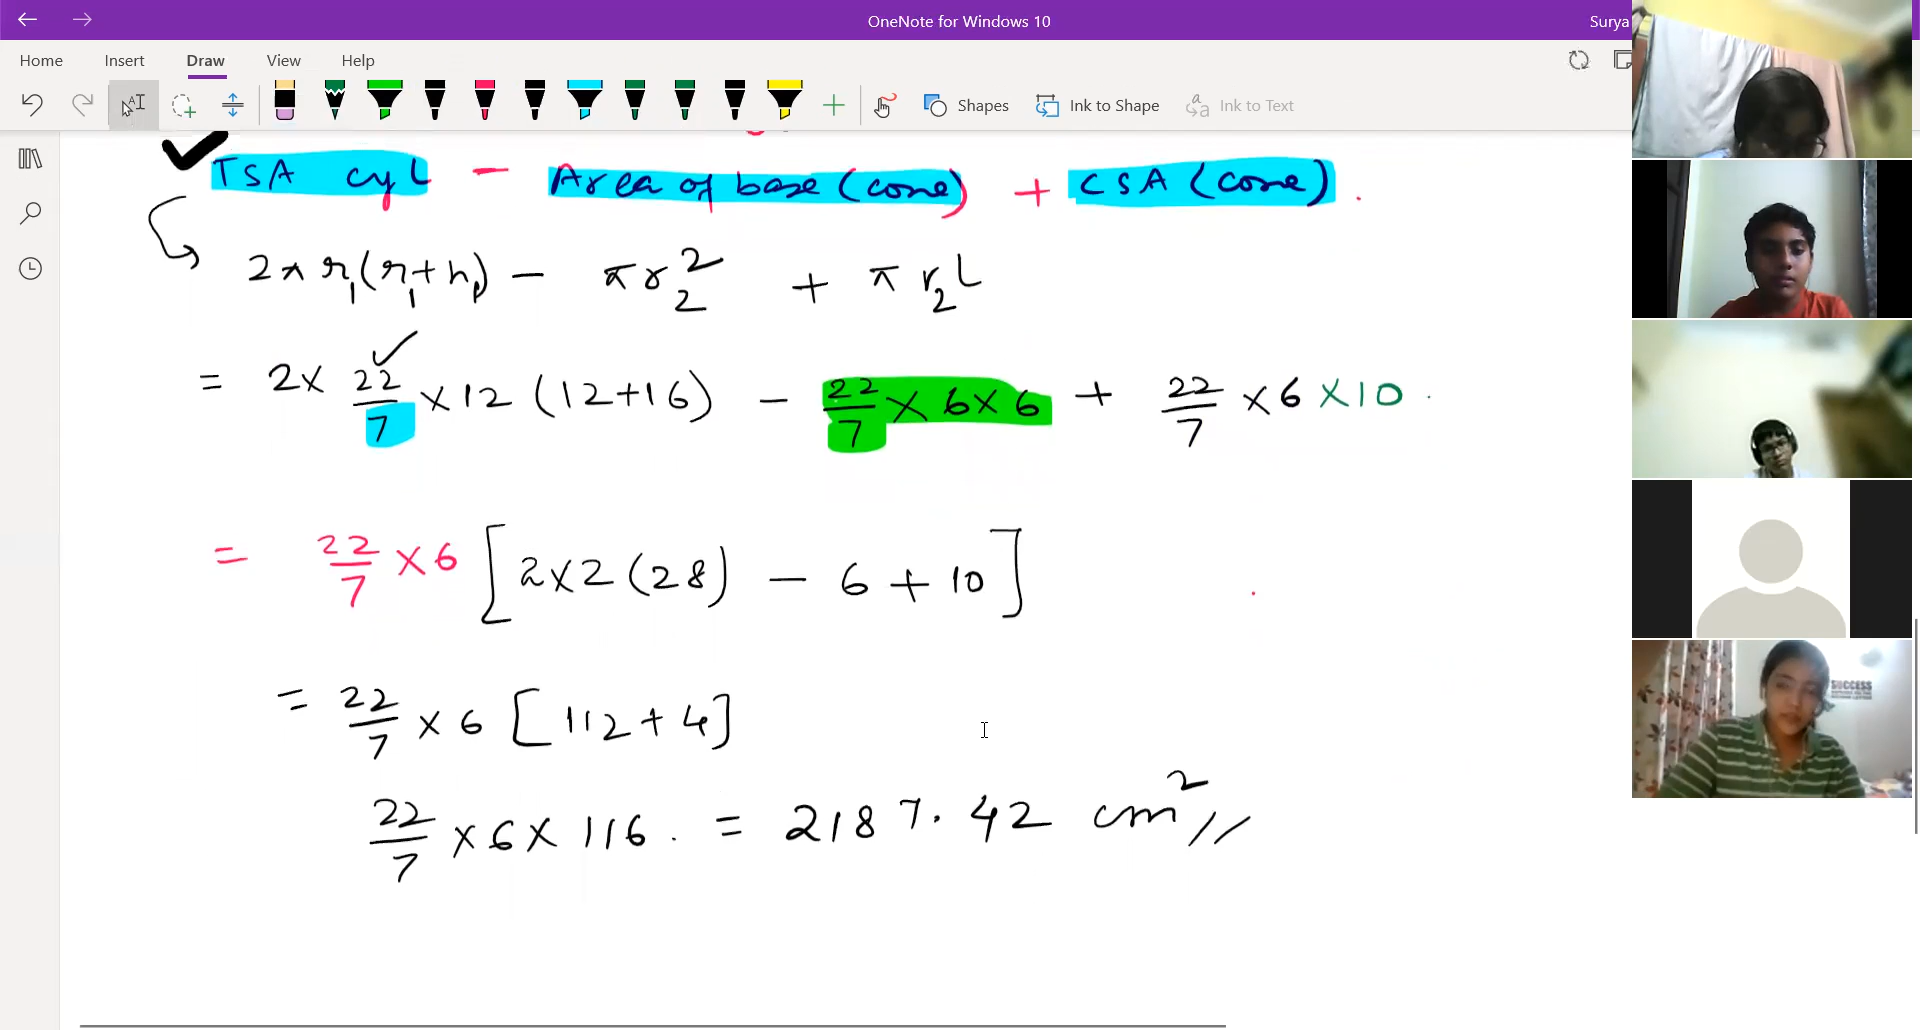 OneNote for Windows 10
Surya
Home Insert Draw View Help
Shapes Ink to Shape Ink to Text
TSA cyl - Area of base (cone) + CSA (cone).
2πr₁(r₁+h₁) - πr₂² + πr₂l
= 2× 22/7 ×12 (12+16) - 22/7 × 6×6 + 22/7 ×6 ×10
= 22/7 ×6 [2×2(28) - 6 + 10]
= 22/7 × 6 [112+4]
22/7 ×6× 116. = 2187.42 cm² //
SUCCESS